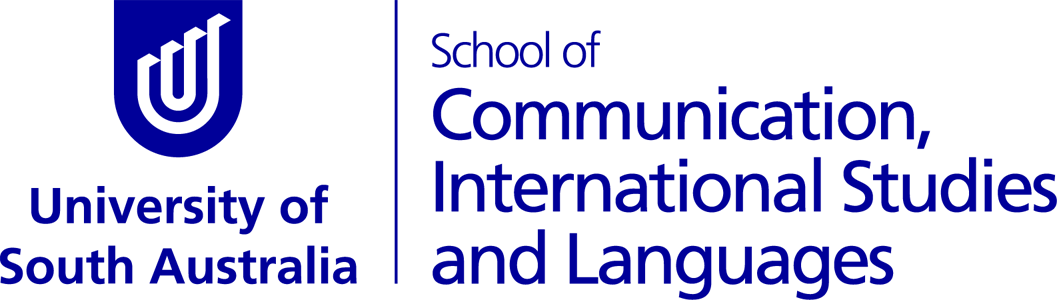 University of
South Australia
School of
Communication,
International Studies
and Languages